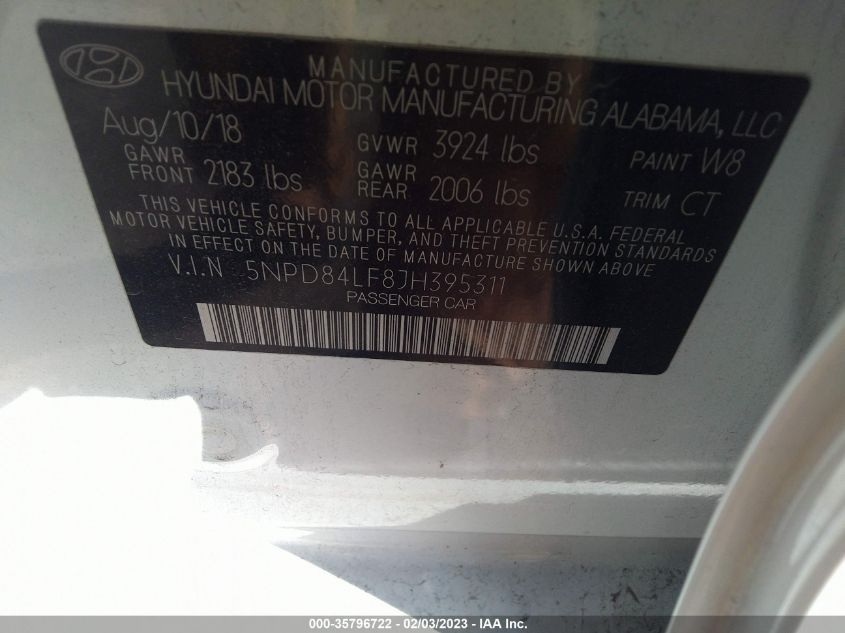 MANUFACTURED BY
HYUNDAI MOTOR MANUFACTURING ALABAMA, LLC
Aug/10/18 GVWR 3924 lbs PAINT W8
GAWR FRONT 2183 lbs GAWR REAR 2006 lbs TRIM CT
THIS VEHICLE CONFORMS TO ALL APPLICABLE U.S.A. FEDERAL
MOTOR VEHICLE SAFETY, BUMPER, AND THEFT PREVENTION STANDARDS
IN EFFECT ON THE DATE OF MANUFACTURE SHOWN ABOVE
V.I.N 5NPD84LF8JH395311
PASSENGER CAR
000-35796722 - 02/03/2023 - IAA Inc.